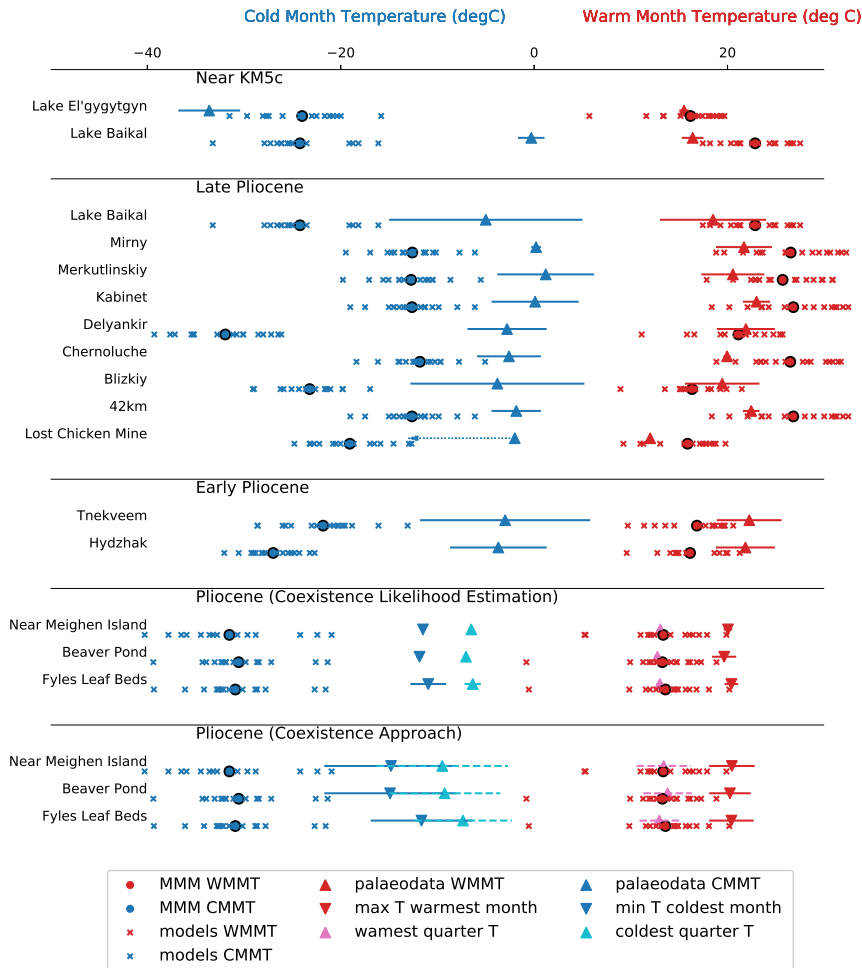 Cold Month Temperature (degC) Warm Month Temperature (deg C)
−40 −20 0 20
Near KM5c
Lake El'gygytgyn
Lake Baikal
Late Pliocene
Lake Baikal
Mirny
Merkutlinskiy
Kabinet
Delyankir
Chernoluche
Blizkiy
42km
Lost Chicken Mine
Early Pliocene
Tnekveem
Hydzhak
Pliocene (Coexistence Likelihood Estimation)
Near Meighen Island
Beaver Pond
Fyles Leaf Beds
Pliocene (Coexistence Approach)
Near Meighen Island
Beaver Pond
Fyles Leaf Beds
MMM WMMT palaeodata WMMT palaeodata CMMT
MMM CMMT max T warmest month min T coldest month
models WMMT wamest quarter T coldest quarter T
models CMMT